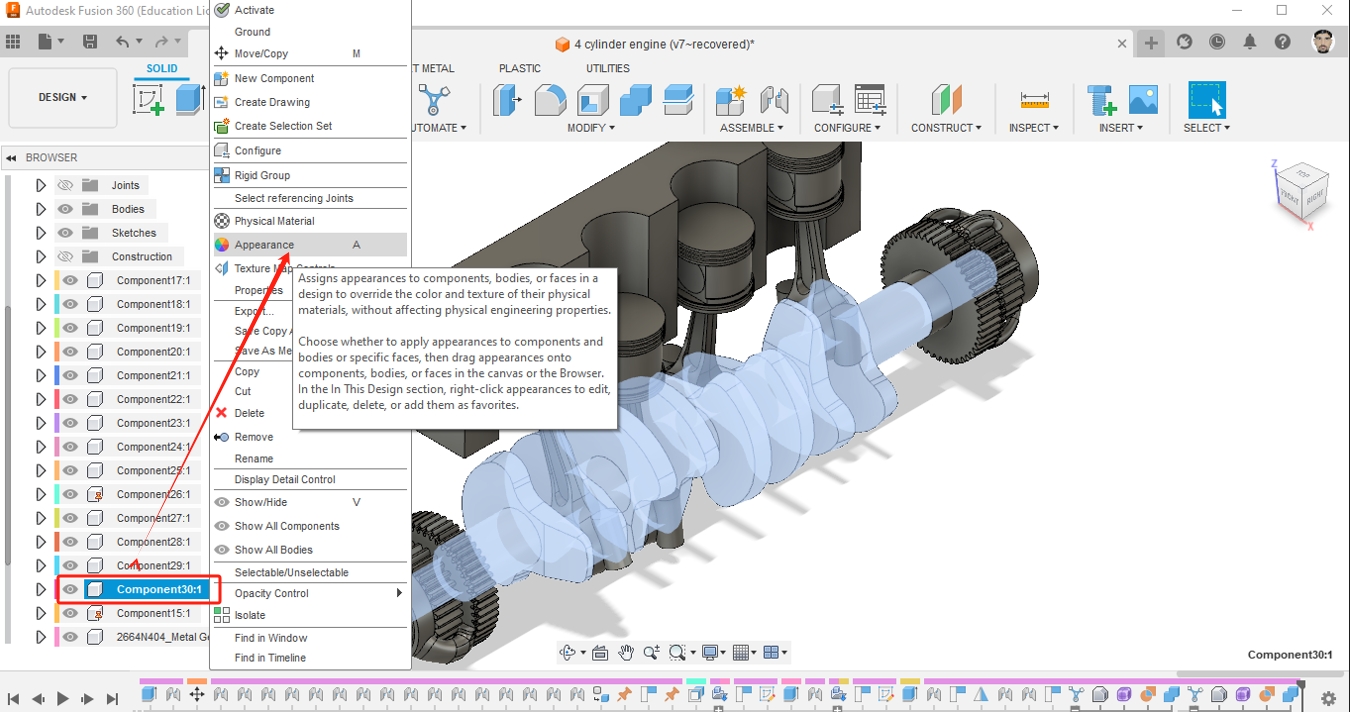 Autodesk Fusion 360 (Education Lic
4 cylinder engine (v7~recovered)*
SOLID
T METAL
PLASTIC
UTILITIES
DESIGN
UTOMATE
MODIFY
ASSEMBLE
CONFIGURE
CONSTRUCT
INSPECT
INSERT
SELECT
BROWSER
Joints
Bodies
Sketches
Construction
Component17:1
Component18:1
Component19:1
Component20:1
Component21:1
Component22:1
Component23:1
Component24:1
Component25:1
Component26:1
Component27:1
Component28:1
Component29:1
Component30:1
Component15:1
2664N404_Metal Ge
Activate
Ground
Move/Copy M
New Component
Create Drawing
Create Selection Set
Configure
Rigid Group
Select referencing Joints
Physical Material
Appearance A
Texture Map Controls
Properties
Export...
Save Copy A
Save As Me
Copy
Cut
Delete
Remove
Rename
Display Detail Control
Show/Hide V
Show All Components
Show All Bodies
Selectable/Unselectable
Opacity Control
Isolate
Find in Window
Find in Timeline
Assigns appearances to components, bodies, or faces in a
design to override the color and texture of their physical
materials, without affecting physical engineering properties.
Choose whether to apply appearances to components and
bodies or specific faces, then drag appearances onto
components, bodies, or faces in the canvas or the Browser.
In the In This Design section, right-click appearances to edit,
duplicate, delete, or add them as favorites.
Z
TOP
FRONT
RIGHT
X
Component30:1